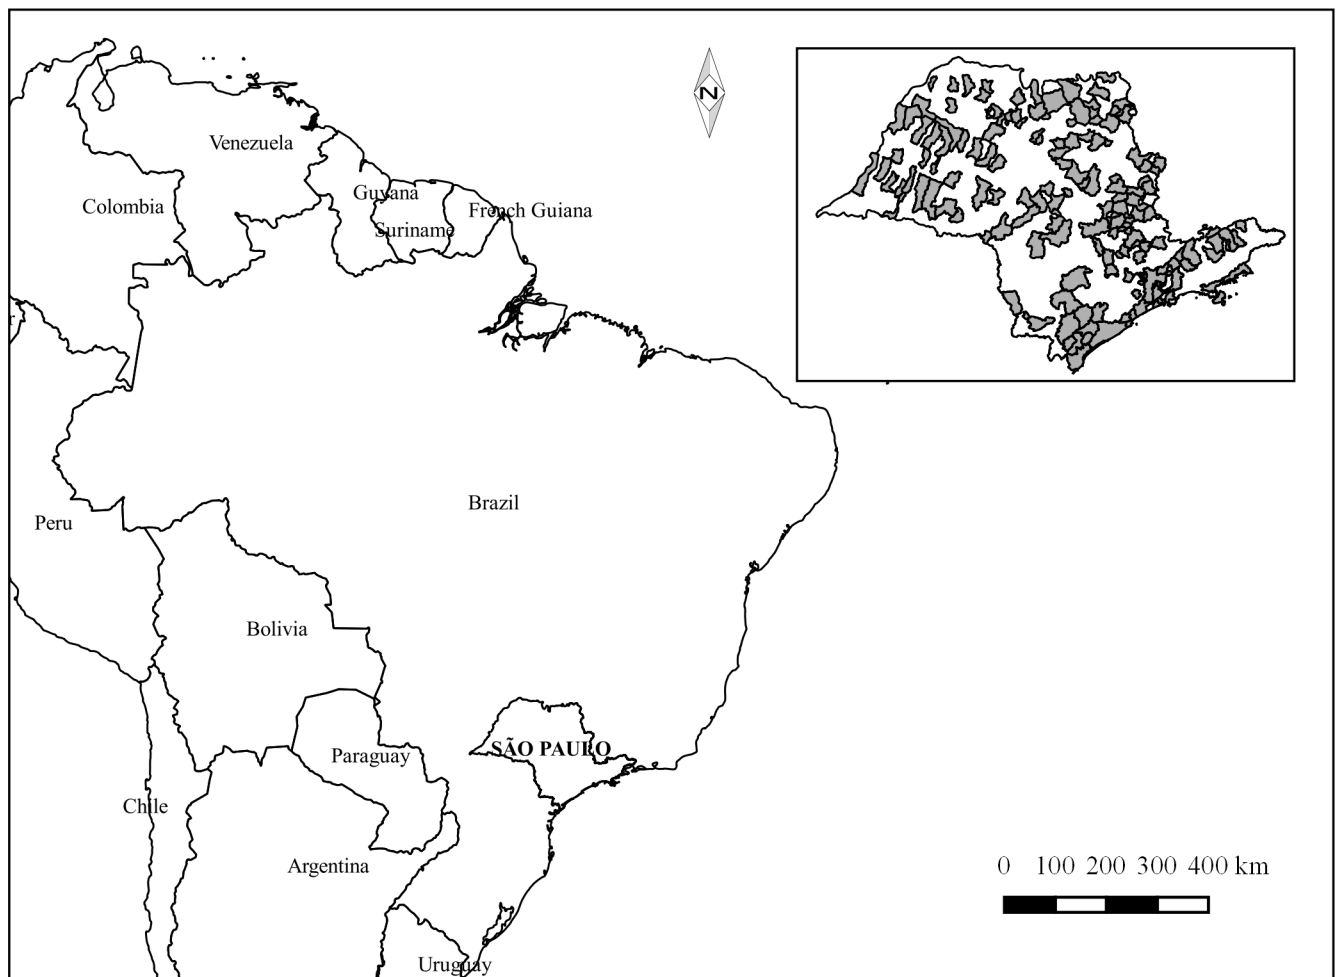 N
Venezuela
Guyana
Colombia
French Guiana
Suriname
r
Brazil
Peru
Bolivia
SÃO PAULO
Paraguay
Chile
Argentina
0 100 200 300 400 km
Uruguay